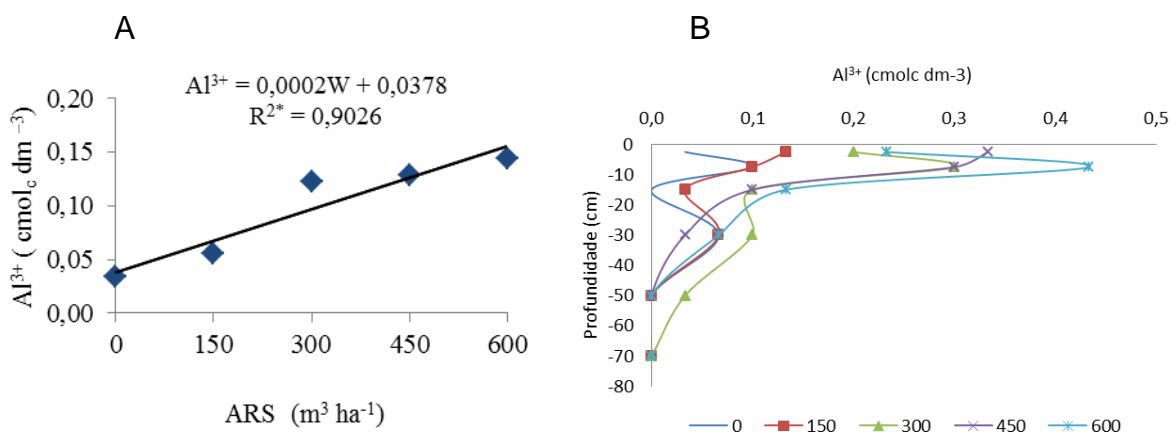 A
Al³⁺ = 0,0002W + 0,0378
R²* = 0,9026
Al³⁺ ( cmol_c dm ⁻³)
0,20
0,15
0,10
0,05
0,00
0 150 300 450 600
ARS (m³ ha⁻¹)
B
Al³⁺ (cmolc dm-3)
0,0 0,1 0,2 0,3 0,4 0,5
Profundidade (cm)
0
-10
-20
-30
-40
-50
-60
-70
-80
0 150 300 450 600